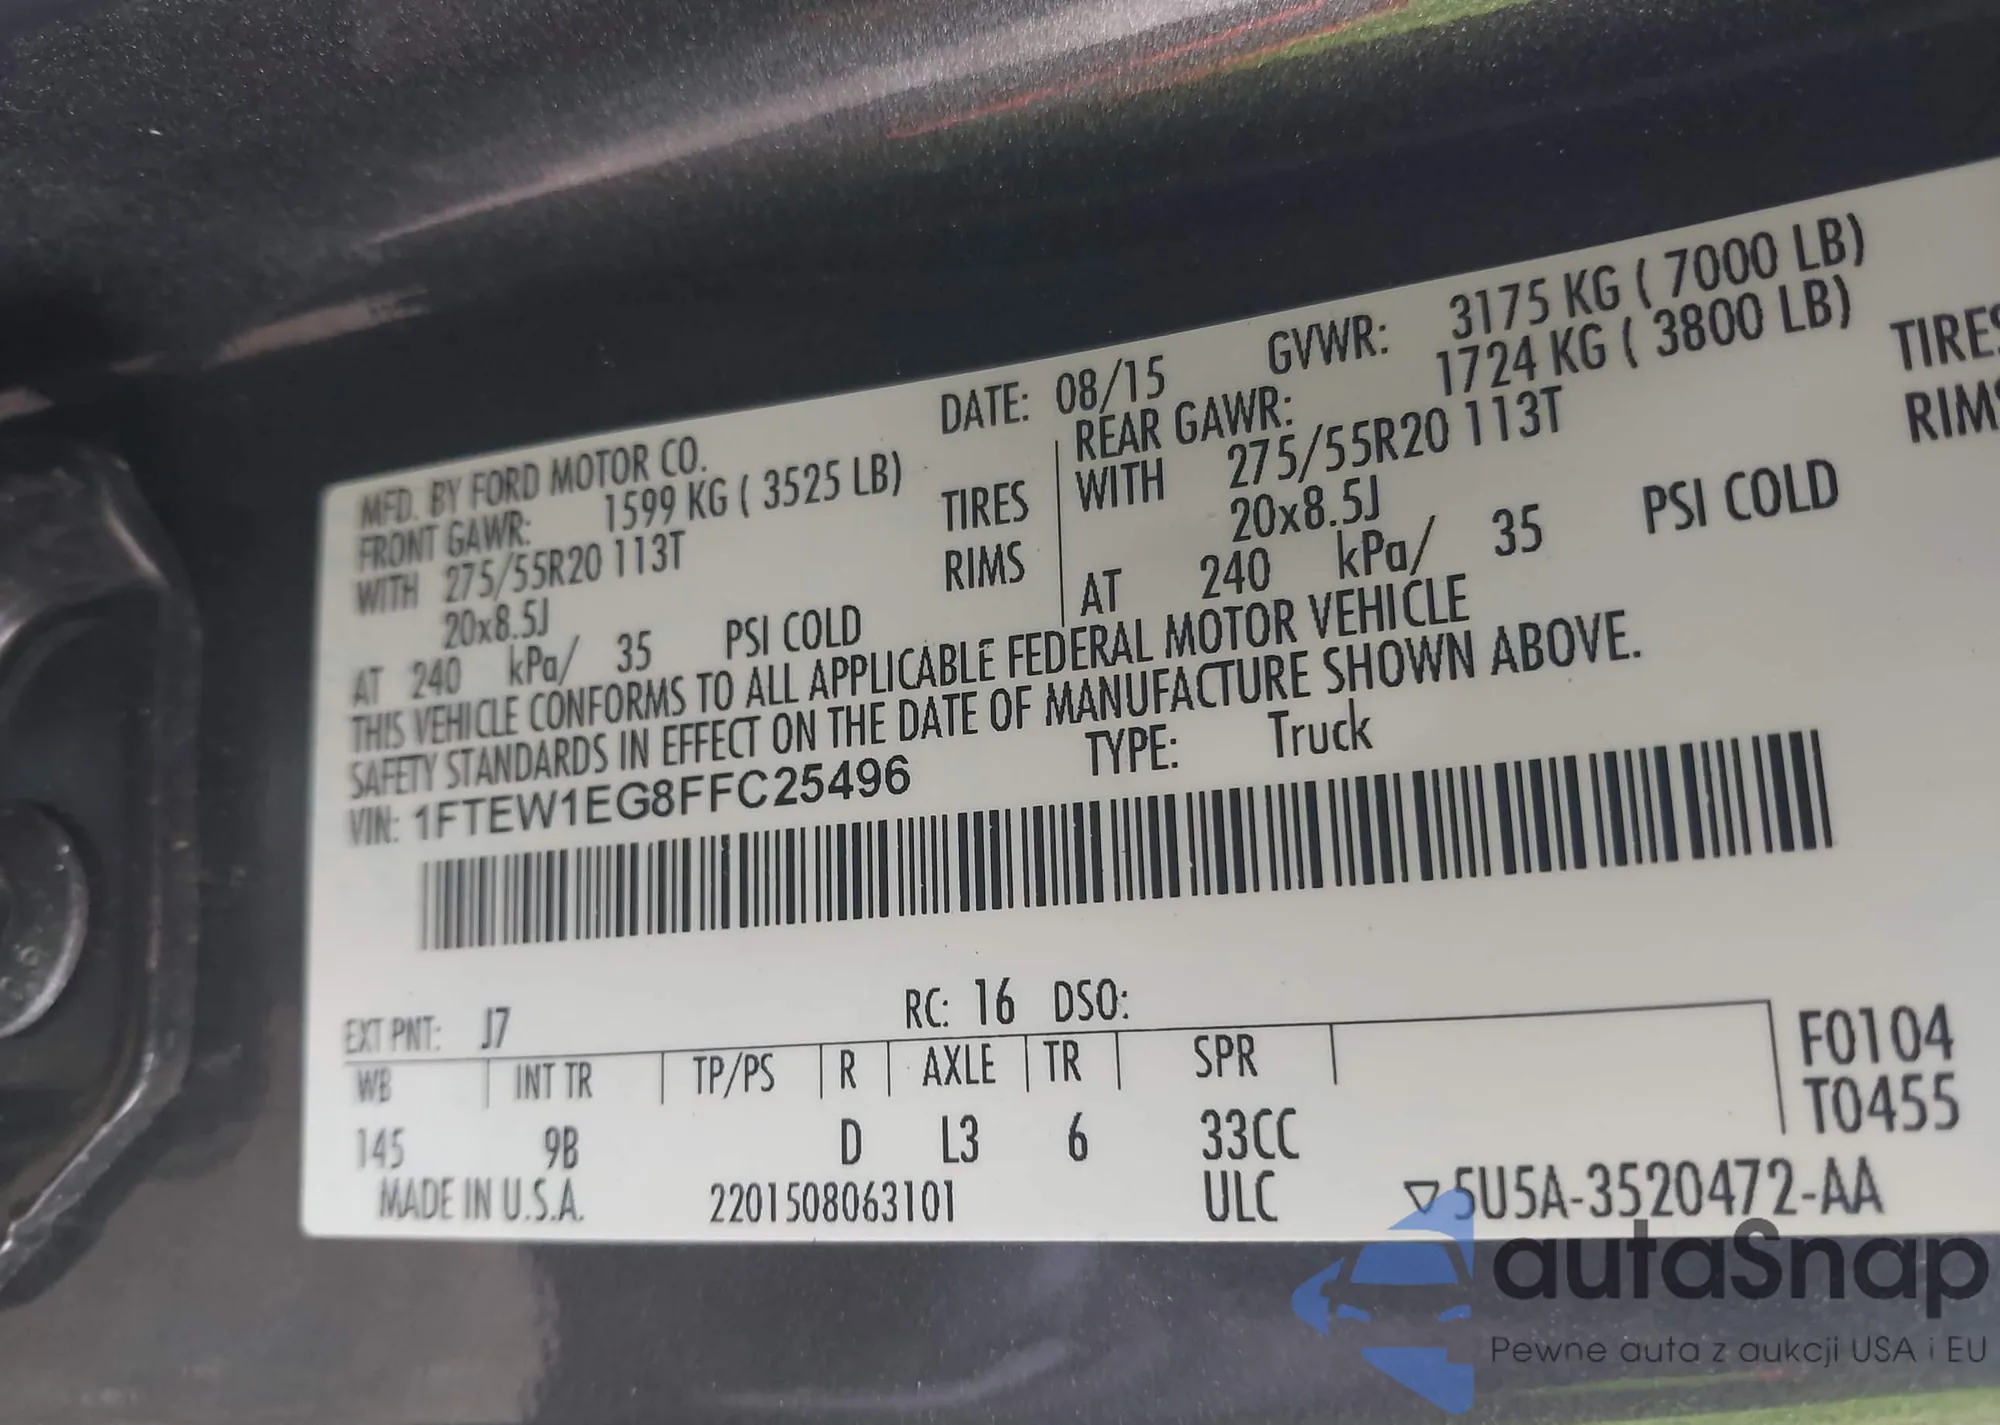 DATE: 08/15 GVWR: 3175 KG ( 7000 LB)
MFD. BY FORD MOTOR CO.
FRONT GAWR: 1599 KG ( 3525 LB)
WITH 275/55R20 113T TIRES
20x8.5J RIMS
AT 240 kPa/ 35 PSI COLD
REAR GAWR: 1724 KG ( 3800 LB)
WITH 275/55R20 113T TIRES
20x8.5J RIMS
AT 240 kPa/ 35 PSI COLD
THIS VEHICLE CONFORMS TO ALL APPLICABLE FEDERAL MOTOR VEHICLE
SAFETY STANDARDS IN EFFECT ON THE DATE OF MANUFACTURE SHOWN ABOVE.
VIN: 1FTEW1EG8FFC25496 TYPE: Truck
EXT PNT: J7 RC: 16 DSO:
WB INT TR TP/PS R AXLE TR SPR
145 9B D L3 6 33CC
F0104
T0455
MADE IN U.S.A. 2201508063101 ULC ▽5U5A-3520472-AA
autaSnap
Pewne auta z aukcji USA i EU